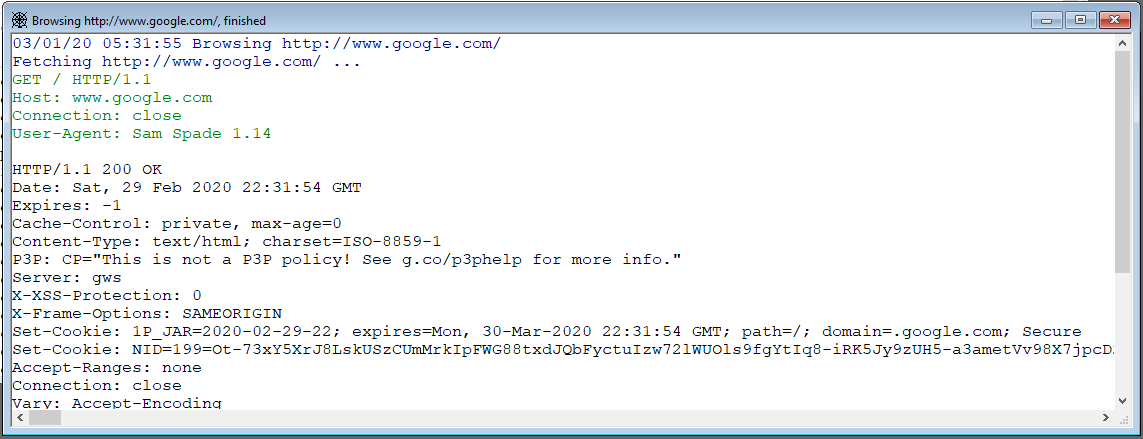 Browsing http://www.google.com/, finished
03/01/20 05:31:55 Browsing http://www.google.com/
Fetching http://www.google.com/ ...
GET / HTTP/1.1
Host: www.google.com
Connection: close
User-Agent: Sam Spade 1.14
HTTP/1.1 200 OK
Date: Sat, 29 Feb 2020 22:31:54 GMT
Expires: -1
Cache-Control: private, max-age=0
Content-Type: text/html; charset=ISO-8859-1
P3P: CP="This is not a P3P policy! See g.co/p3phelp for more info."
Server: gws
X-XSS-Protection: 0
X-Frame-Options: SAMEORIGIN
Set-Cookie: 1P_JAR=2020-02-29-22; expires=Mon, 30-Mar-2020 22:31:54 GMT; path=/; domain=.google.com; Secure
Set-Cookie: NID=199=Ot-73xY5XrJ8LskUSzCUmMrkIpFWG88txdJQbFyctuIzw72lWUOls9fgYtIq8-iRK5Jy9zUH5-a3ametVv98X7jpcD
Accept-Ranges: none
Connection: close
Vary: Accept-Encoding